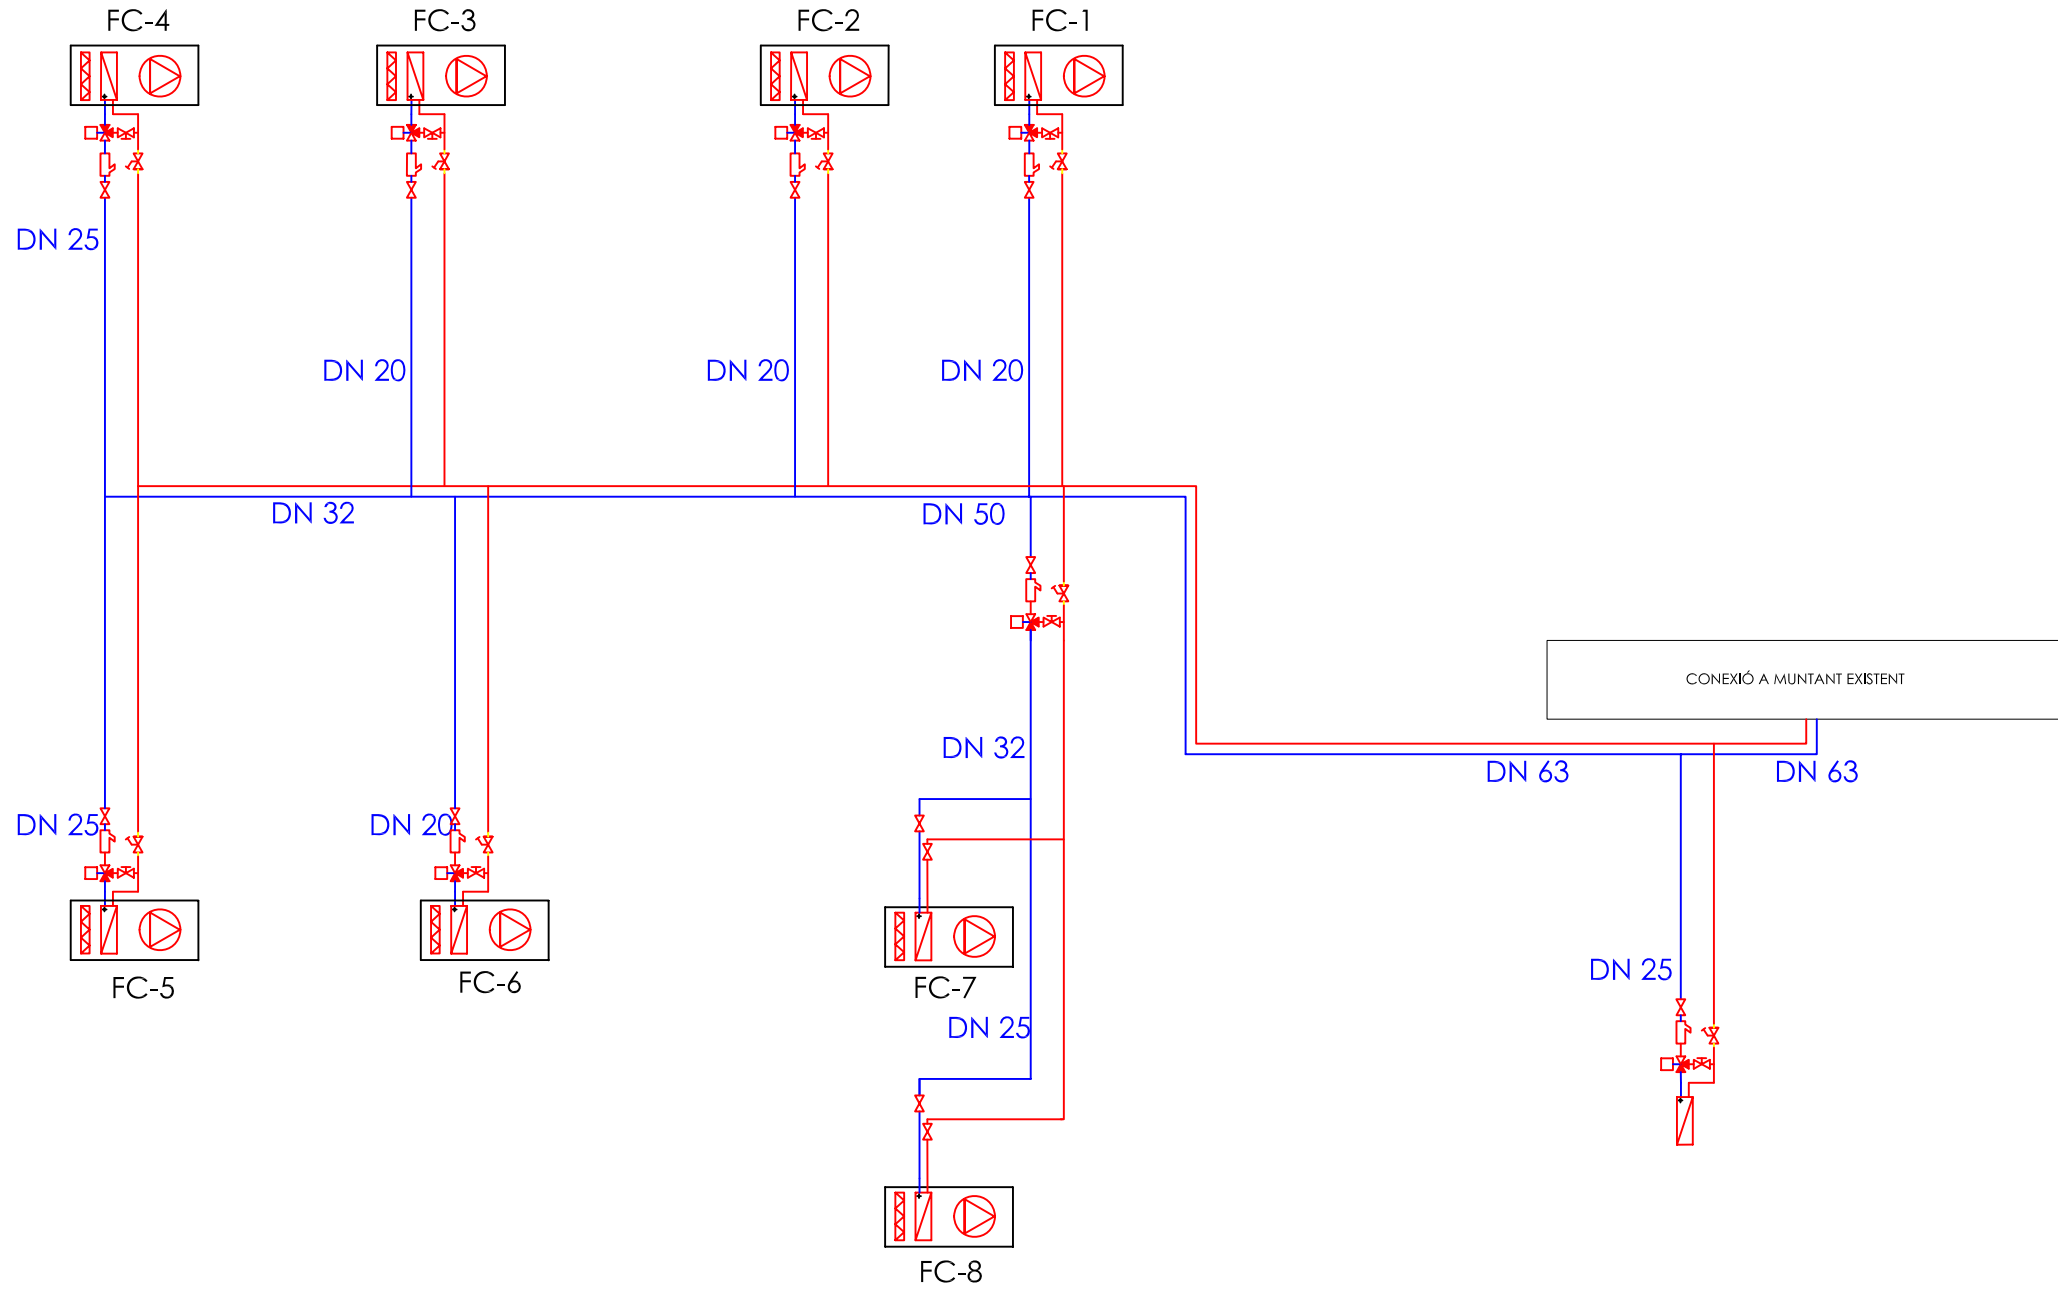 FC-4
FC-3
FC-2
FC-1
DN 25
DN 20
DN 20
DN 20
DN 32
DN 50
CONEXIÓ A MUNTANT EXISTENT
DN 32
DN 63
DN 63
DN 25
DN 20
DN 25
FC-5
FC-6
FC-7
DN 25
FC-8